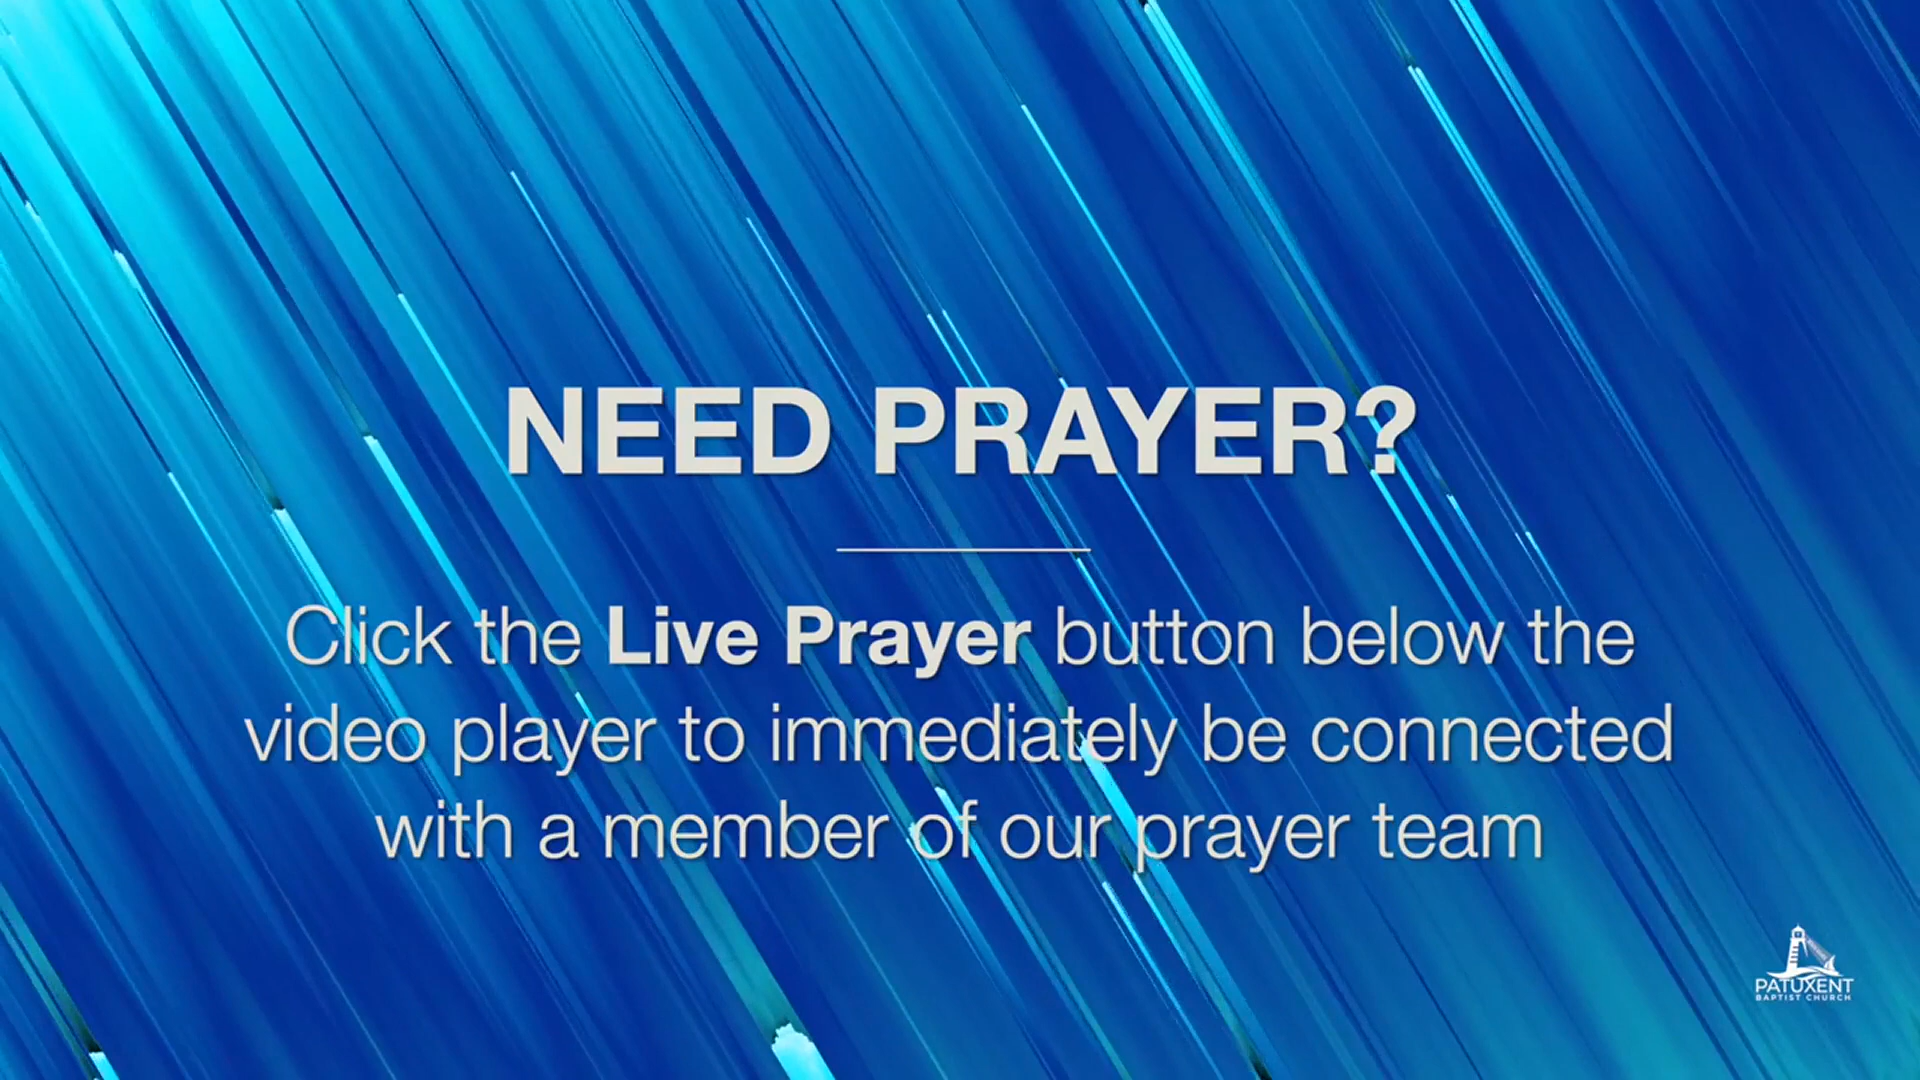 NEED PRAYER?
Click the Live Prayer button below the
video player to immediately be connected
with a member of our prayer team
PATUXENT
BAPTIST CHURCH